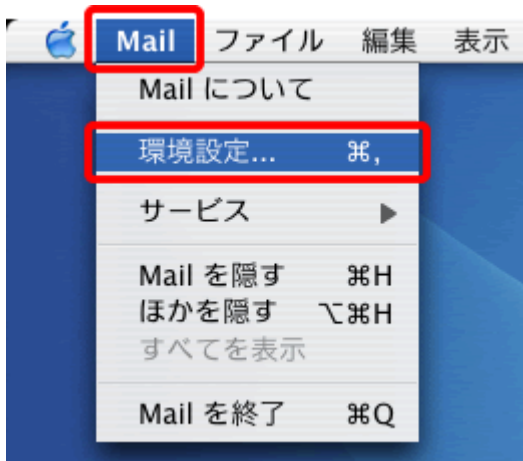 Mail ファイル 編集 表示
Mail について
環境設定... ⌘,
サービス ▶
Mail を隠す ⌘H
ほかを隠す ⌥⌘H
すべてを表示
Mail を終了 ⌘Q